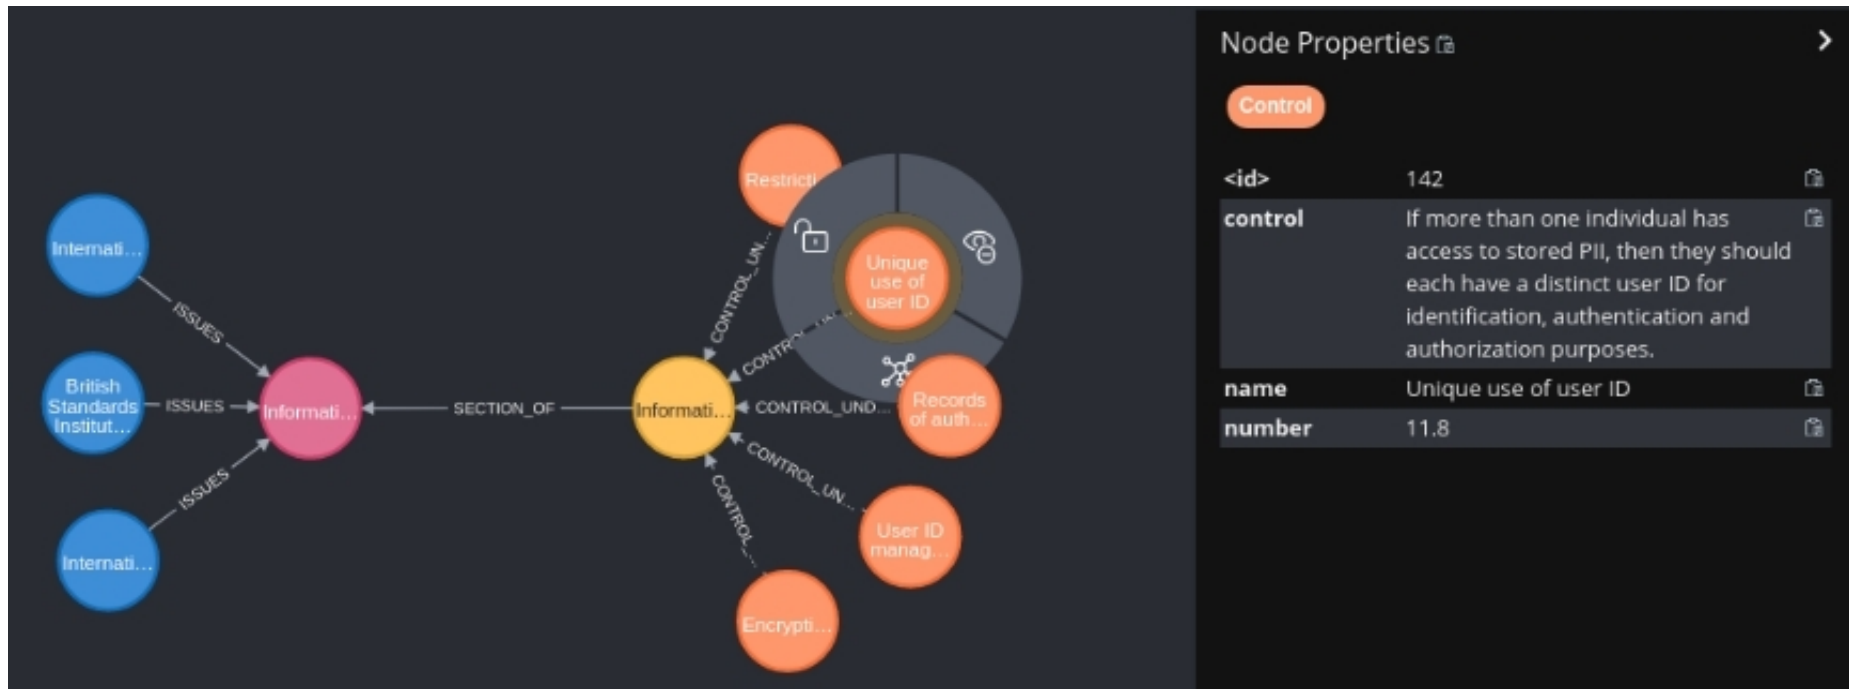 Internati...
British
Standards
Institut...
Internati...
ISSUES
ISSUES
ISSUES
Informati...
SECTION_OF
Informati...
CONTROL_UN...
CONTROL_UND...
CONTROL_UN...
CONTROL_...
Restricti
Unique
use of
user ID
Records
of auth...
User ID
manag...
Encrypti...
Node Properties
Control
<id> 142
control If more than one individual has
access to stored PII, then they should
each have a distinct user ID for
identification, authentication and
authorization purposes.
name Unique use of user ID
number 11.8